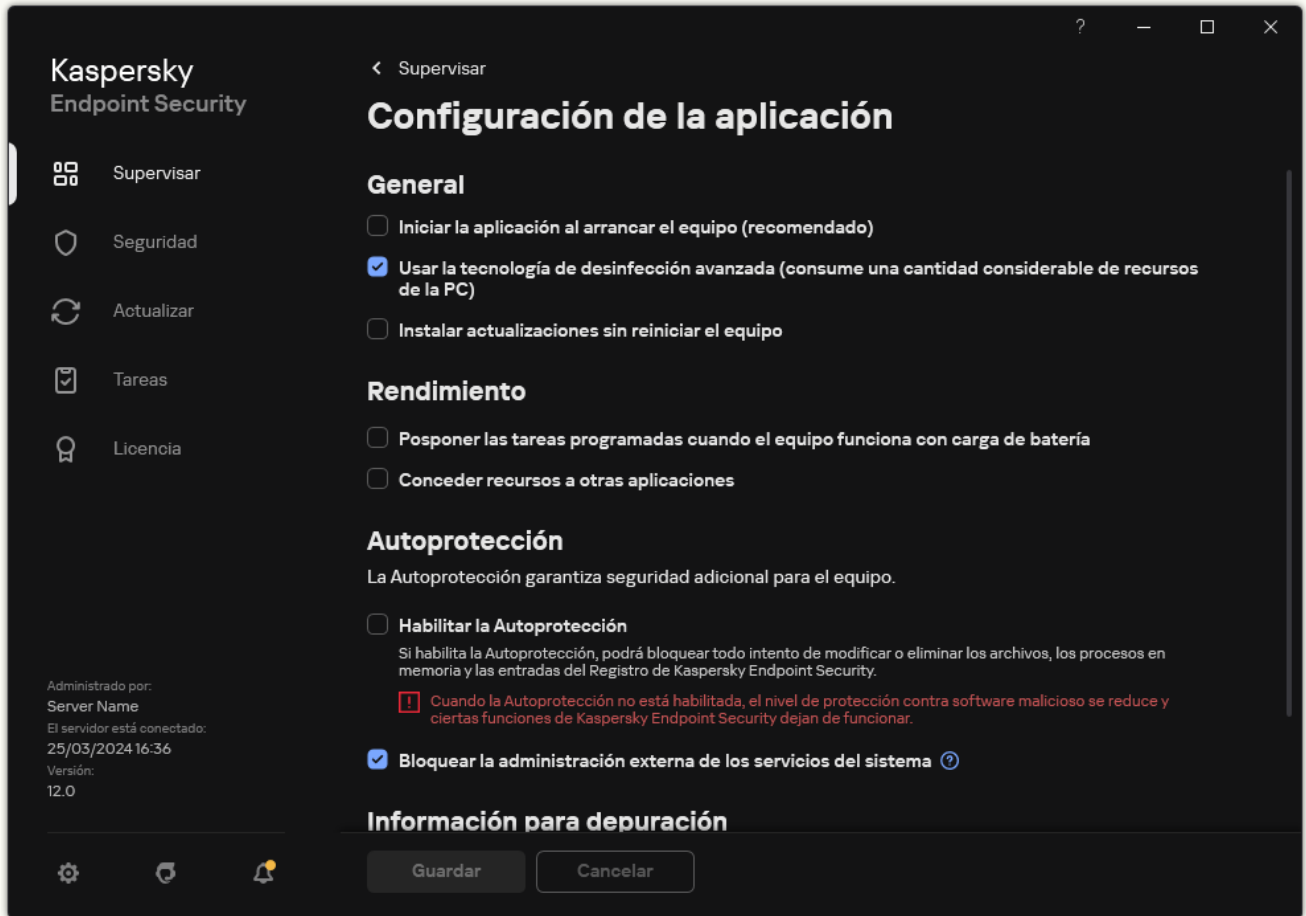 Kaspersky
Endpoint Security
Supervisar
Seguridad
Actualizar
Tareas
Licencia
Administrado por:
Server Name
El servidor está conectado:
25/03/2024 16:36
Versión:
12.0
?
Supervisar
Configuración de la aplicación
General
Iniciar la aplicación al arrancar el equipo (recomendado)
Usar la tecnología de desinfección avanzada (consume una cantidad considerable de recursos
de la PC)
Instalar actualizaciones sin reiniciar el equipo
Rendimiento
Posponer las tareas programadas cuando el equipo funciona con carga de batería
Conceder recursos a otras aplicaciones
Autoprotección
La Autoprotección garantiza seguridad adicional para el equipo.
Habilitar la Autoprotección
Si habilita la Autoprotección, podrá bloquear todo intento de modificar o eliminar los archivos, los procesos en
memoria y las entradas del Registro de Kaspersky Endpoint Security.
Cuando la Autoprotección no está habilitada, el nivel de protección contra software malicioso se reduce y
ciertas funciones de Kaspersky Endpoint Security dejan de funcionar.
Bloquear la administración externa de los servicios del sistema ?
Información para depuración
Guardar
Cancelar